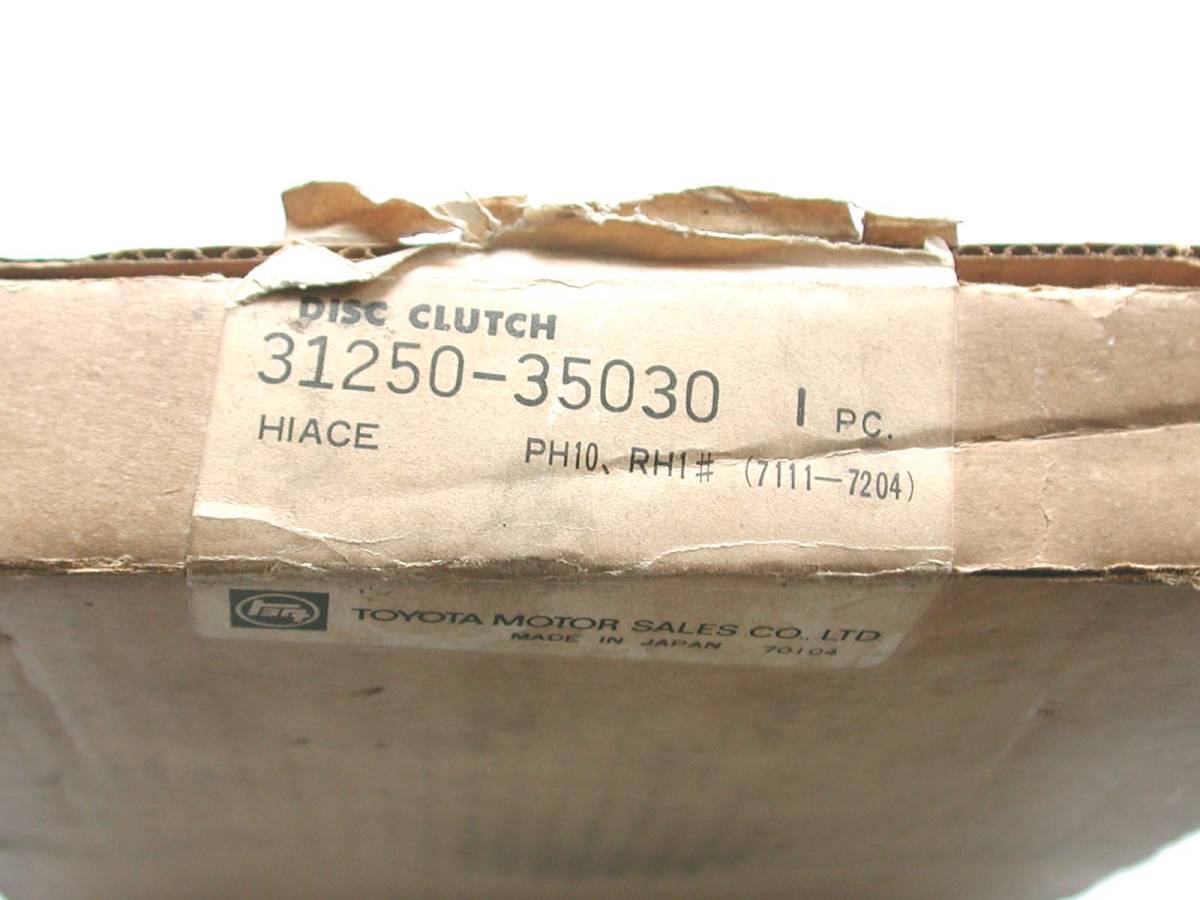 DISC CLUTCH
31250-35030 1 PC.
HIACE PH10、RH1# (7111—7204)
TOYOTA MOTOR SALES CO., LTD.
MADE IN JAPAN 70104